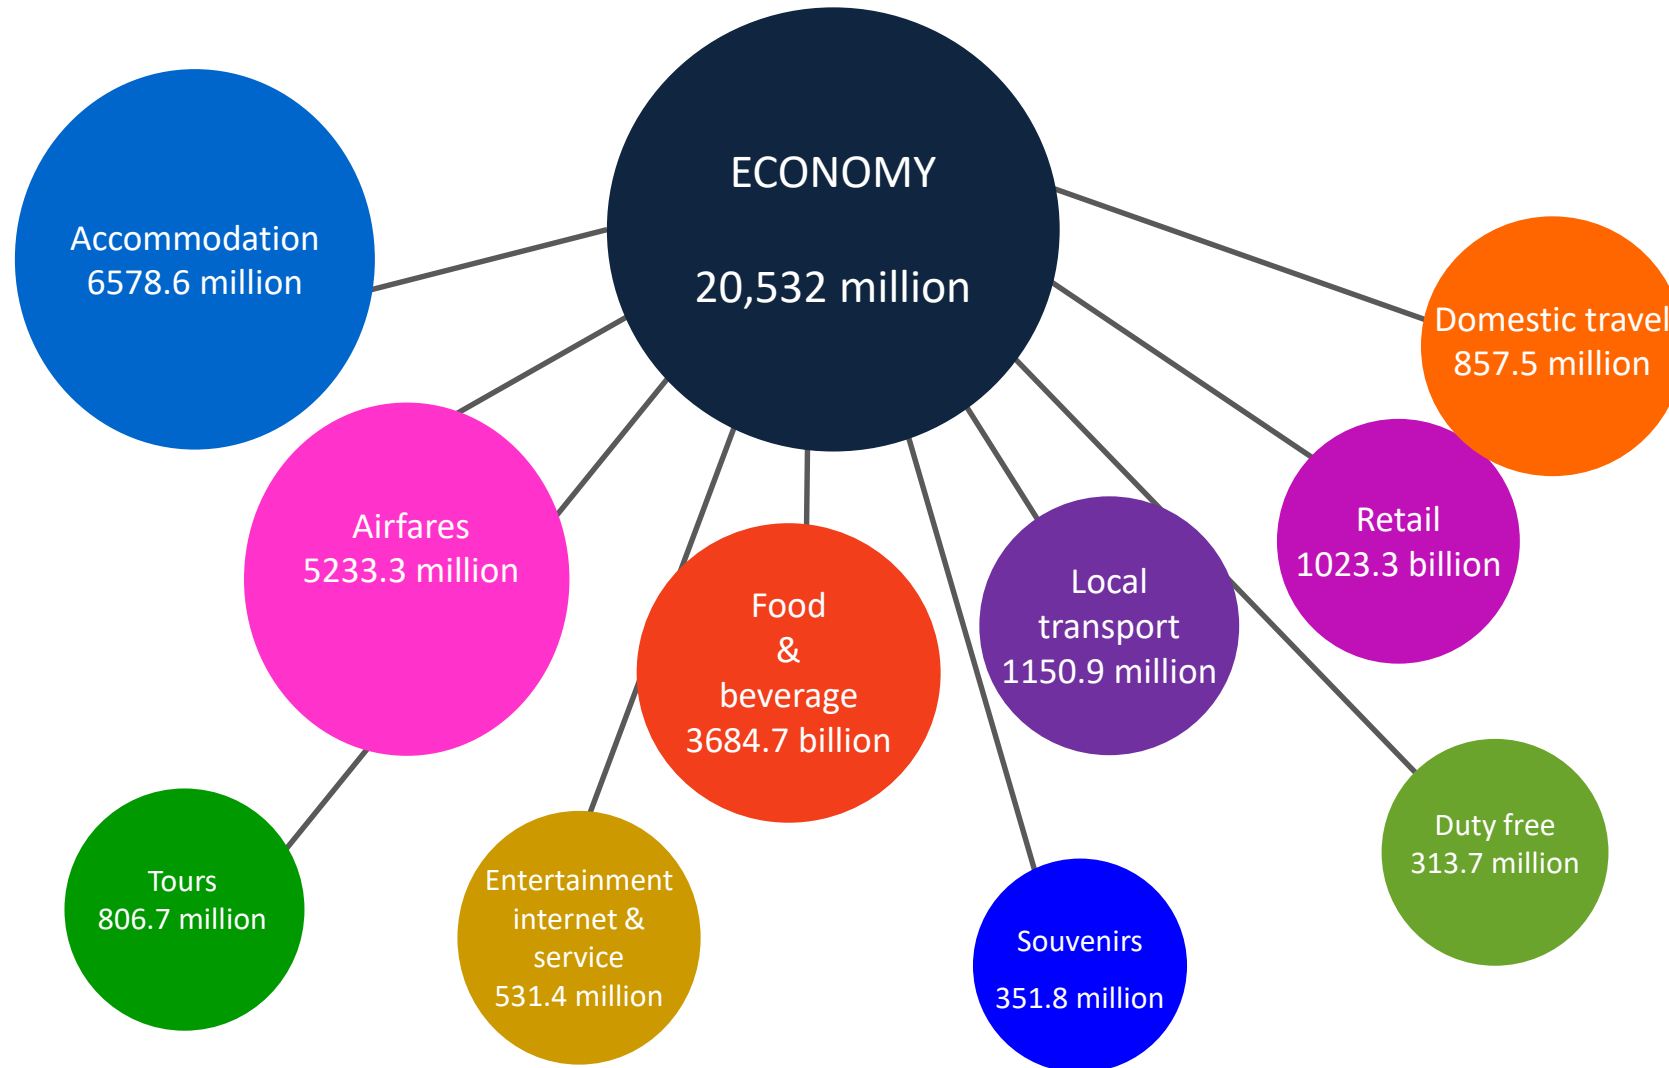 ECONOMY
20,532 million
Accommodation
6578.6 million
Domestic travel
857.5 million
Airfares
5233.3 million
Retail
1023.3 billion
Food
&
beverage
3684.7 billion
Local
transport
1150.9 million
Tours
806.7 million
Entertainment
internet &
service
531.4 million
Souvenirs
351.8 million
Duty free
313.7 million